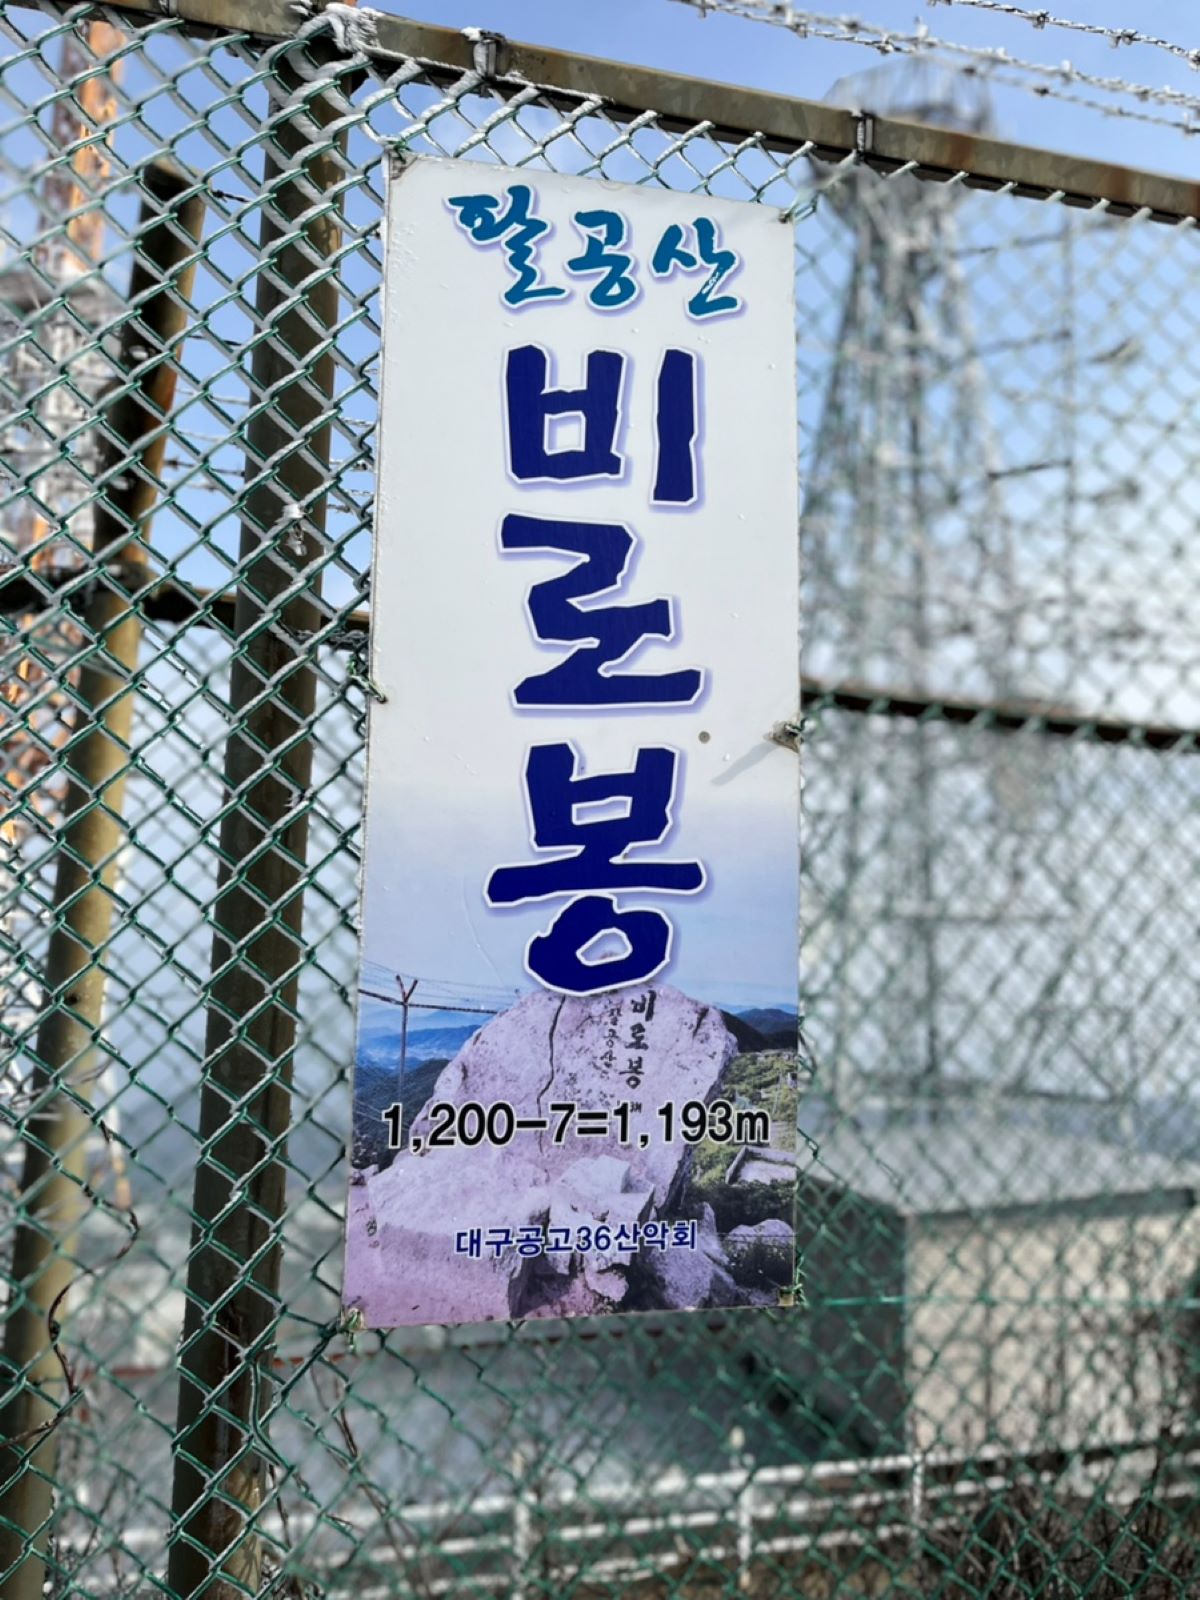 팔공산
비로봉
비로봉
팔공산
1,200-7=1,193m
대구공고36산악회